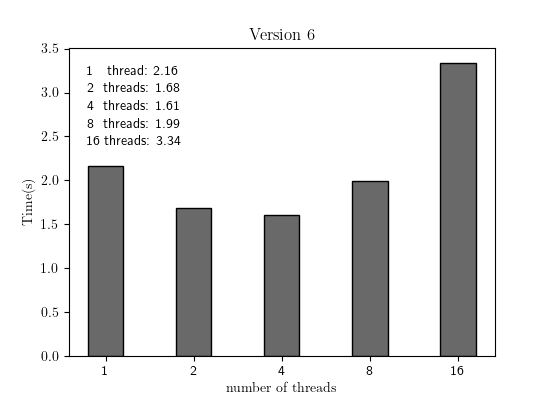 Version 6
3.5
3.0
2.5
2.0
1.5
1.0
0.5
0.0
Time(s)
1 thread: 2.16
2 threads: 1.68
4 threads: 1.61
8 threads: 1.99
16 threads: 3.34
1 2 4 8 16
number of threads